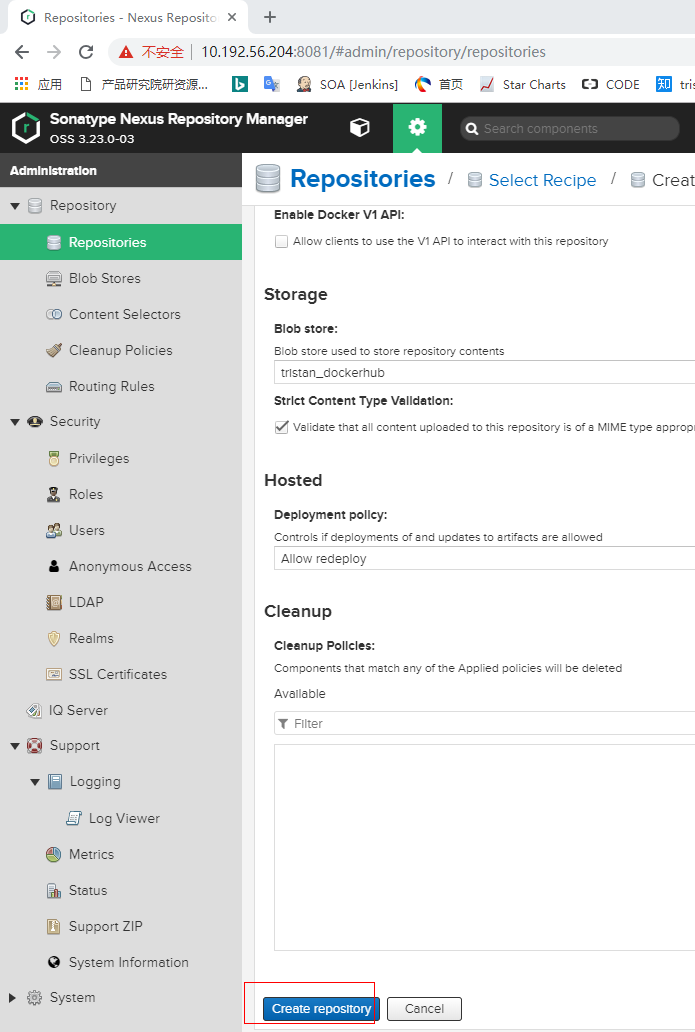 Repositories - Nexus Reposito
不安全 10.192.56.204:8081/#admin/repository/repositories
应用 产品研究院研资源... SOA [Jenkins] 首页 Star Charts CODE 知 tris
Sonatype Nexus Repository Manager
OSS 3.23.0-03
Search components
Administration
Repositories / Select Recipe / Creat
Repository
Repositories
Blob Stores
Content Selectors
Cleanup Policies
Routing Rules
Security
Privileges
Roles
Users
Anonymous Access
LDAP
Realms
SSL Certificates
IQ Server
Support
Logging
Log Viewer
Metrics
Status
Support ZIP
System Information
System
Enable Docker V1 API:
Allow clients to use the V1 API to interact with this repository
Storage
Blob store:
Blob store used to store repository contents
tristan_dockerhub
Strict Content Type Validation:
Validate that all content uploaded to this repository is of a MIME type approp
Hosted
Deployment policy:
Controls if deployments of and updates to artifacts are allowed
Allow redeploy
Cleanup
Cleanup Policies:
Components that match any of the Applied policies will be deleted
Available
Filter
Create repository Cancel